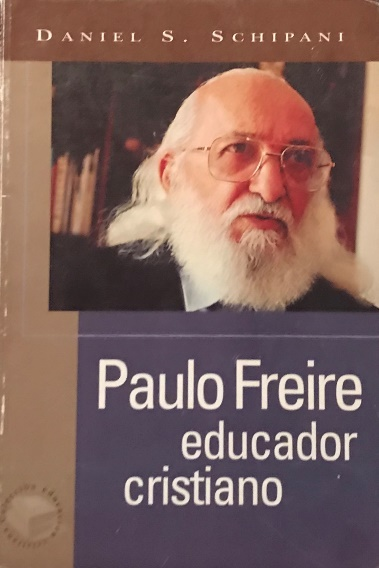 DANIEL S. SCHIPANI
Paulo Freire
educador
cristiano